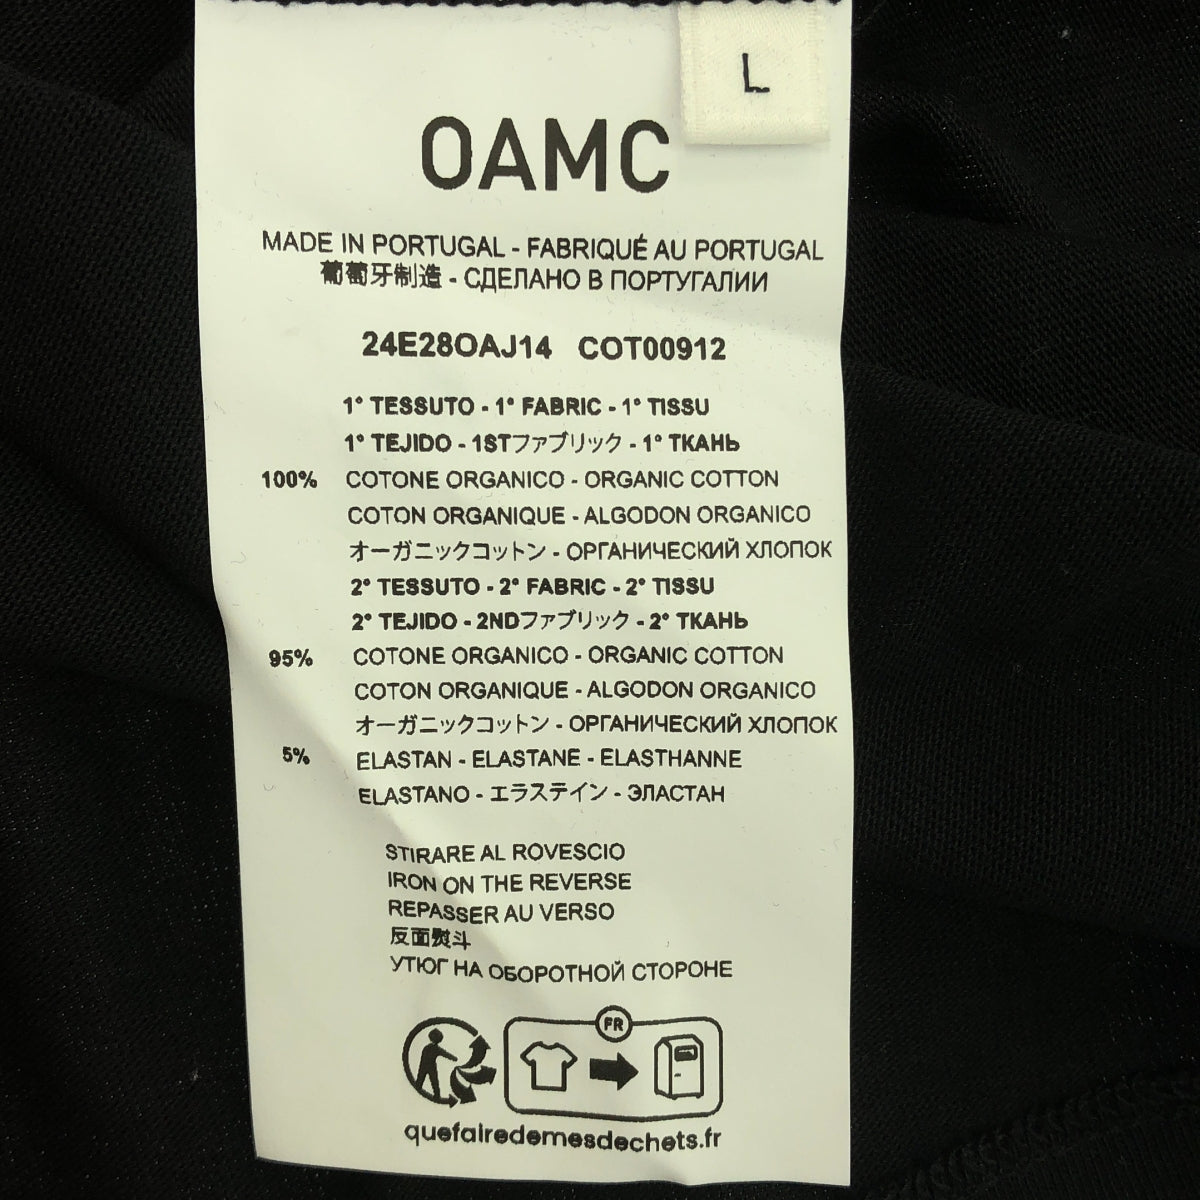 L
OAMC
MADE IN PORTUGAL - FABRIQUÉ AU PORTUGAL
葡萄牙制造 - СДЕЛАНО В ПОРТУГАЛИИ
24E28OAJ14 COT00912
1° TESSUTO - 1° FABRIC - 1° TISSU
1° TEJIDO - 1STファブリック - 1° ТКАНЬ
100% COTONE ORGANICO - ORGANIC COTTON
COTON ORGANIQUE - ALGODON ORGANICO
オーガニックコットン - ОРГАНИЧЕСКИЙ ХЛОПОК
2° TESSUTO - 2° FABRIC - 2° TISSU
2° TEJIDO - 2NDファブリック - 2° ТКАНЬ
95% COTONE ORGANICO - ORGANIC COTTON
COTON ORGANIQUE - ALGODON ORGANICO
オーガニックコットン - ОРГАНИЧЕСКИЙ ХЛОПОК
5% ELASTAN - ELASTANE - ELASTHANNE
ELASTANO - エラステイン - ЭЛАСТАН
STIRARE AL ROVESCIO
IRON ON THE REVERSE
REPASSER AU VERSO
反面熨斗
УТЮГ НА ОБОРОТНОЙ СТОРОНЕ
FR
quefairedemesdechets.fr